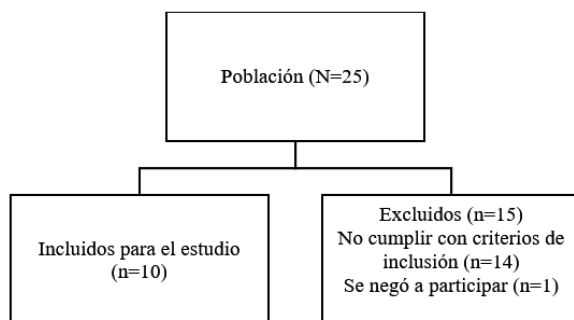 Población (N=25)
Incluidos para el estudio
(n=10)
Excluidos (n=15)
No cumplir con criterios de
inclusión (n=14)
Se negó a participar (n=1)